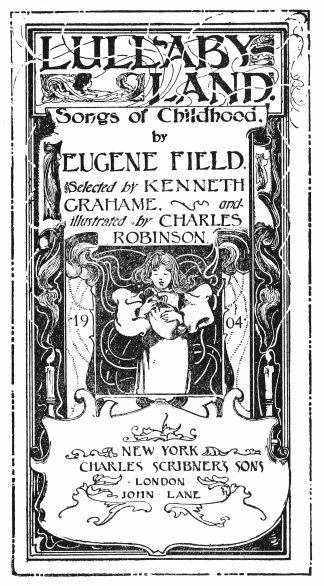 LULLABY
LAND.
Songs of Childhood.
by
EUGENE FIELD.
Selected by KENNETH
GRAHAME. and
illustrated by CHARLES
ROBINSON.
19 04
NEW YORK
CHARLES SCRIBNER'S SONS
· LONDON ·
JOHN · LANE